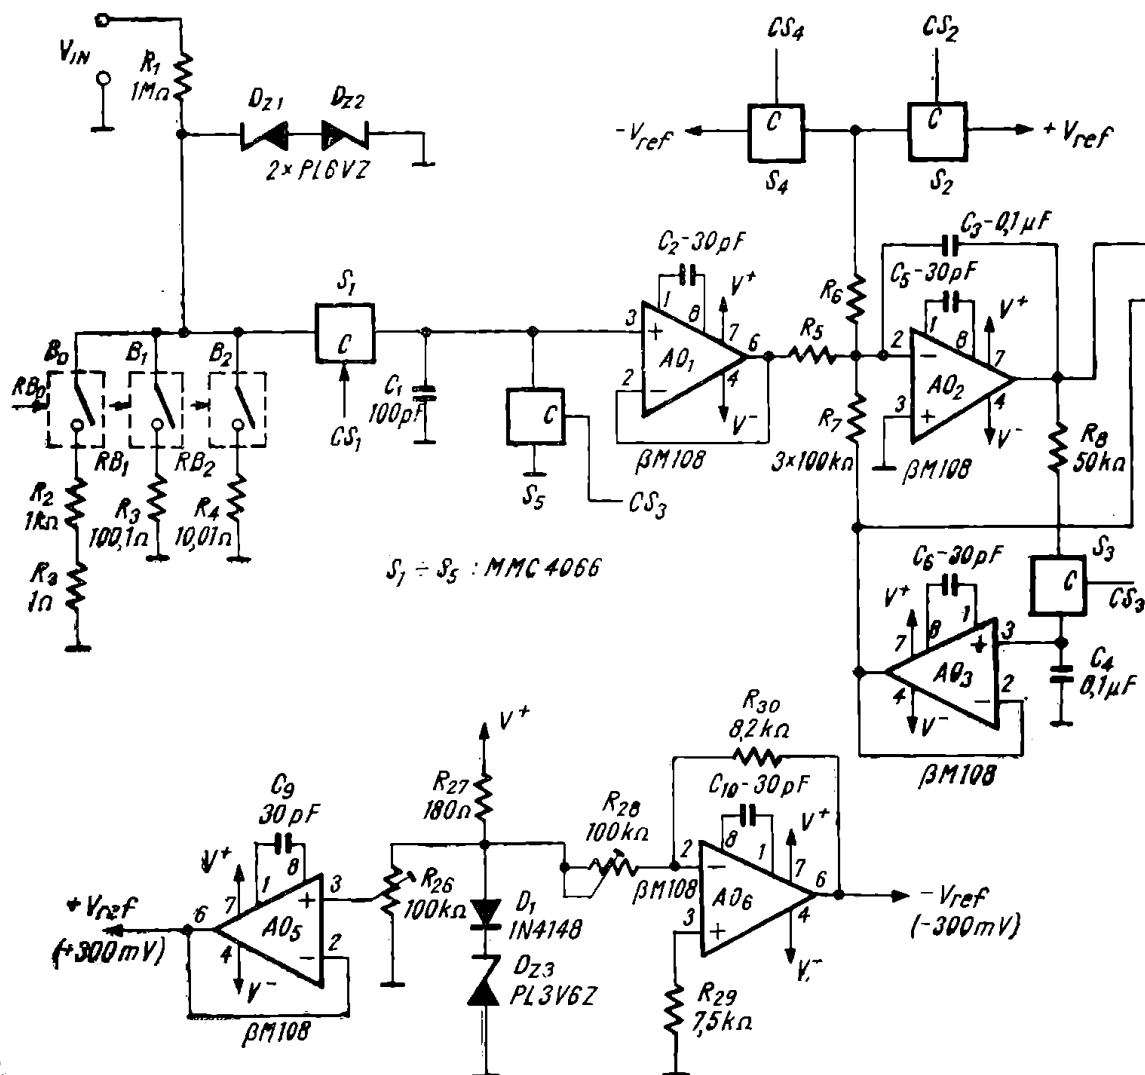 V_IN
R1
1MΩ
DZ1
DZ2
2× PL6VZ
CS4
CS2
-Vref
C
C
+Vref
S4
S2
C3-0,1μF
C2-30pF
C5-30pF
S1
C
CS1
C1
100pF
C
S5
CS3
3
+
1
8
V+
7
6
2
-
AO1
4
V-
βM108
R5
R6
R7
3×100kΩ
2
-
1
8
V+
7
3
+
AO2
4
V-
βM108
R8
50kΩ
B0
B1
B2
RB0
RB1
RB2
R2
1kΩ
R3
1Ω
R3
100,1Ω
R4
10,01Ω
S1 ÷ S5 : MMC 4066
S3
C
CS3
C6-30pF
V+
7
8
1
+
3
AO3
4
V-
-
2
βM108
C4
0,1μF
V+
R27
180Ω
C9
30pF
V+
1
8
7
+
3
6
AO5
4
V-
-
2
βM108
+Vref
(+300mV)
R26
100kΩ
D1
1N4148
DZ3
PL3V6Z
R28
100kΩ
R30
8,2kΩ
C10-30pF
8
1
V+
7
2
-
βM108
AO6
6
3
+
4
V-
-Vref
(-300mV)
R29
7,5kΩ